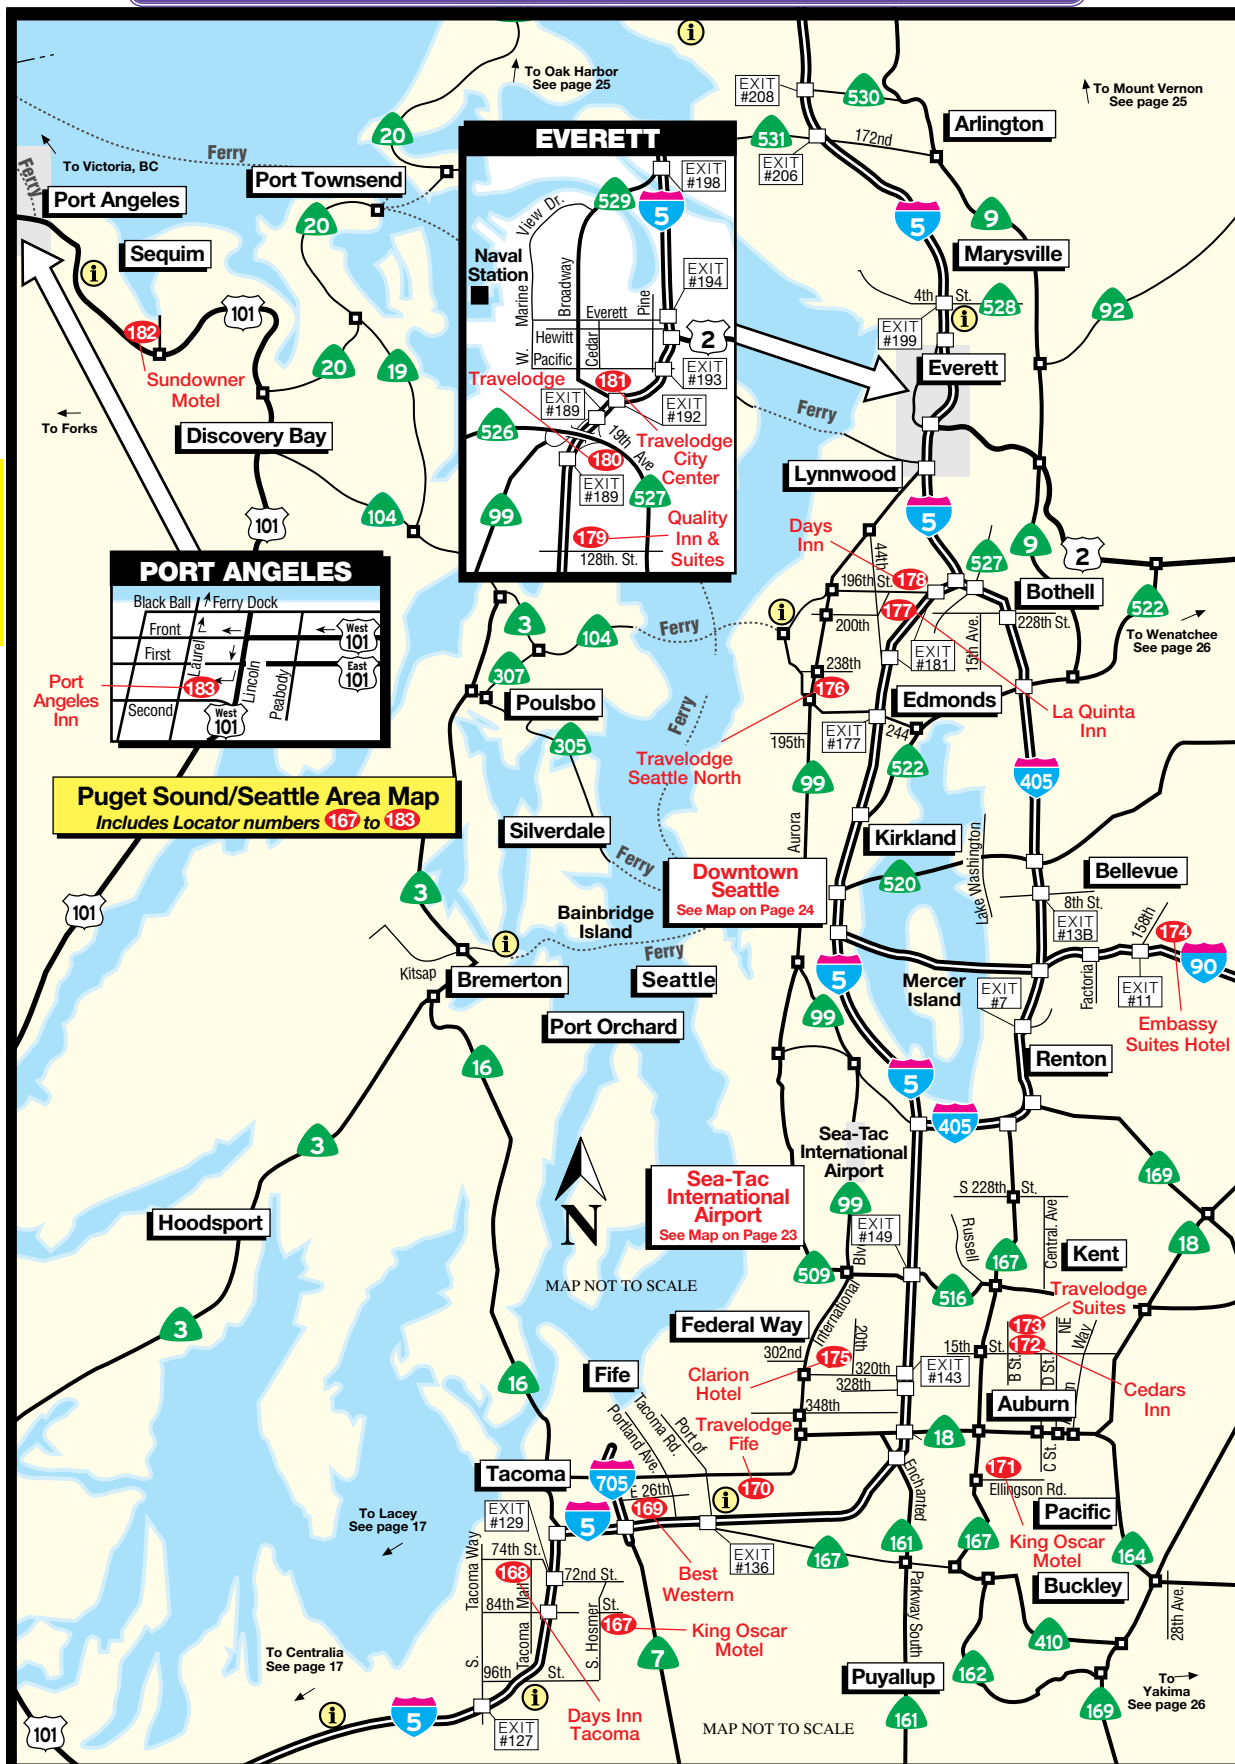 To Oak Harbor
See page 25
EXIT
#208
530
To Mount Vernon
See page 25
Arlington
20
531
172nd
EXIT
#206
Ferry
To Victoria, BC
Ferry
Port Townsend
Port Angeles
20
Sequim
5
9
Marysville
4th St.
528
92
EXIT
#199
Everett
101
182
Sundowner
Motel
20
19
To Forks
Discovery Bay
104
101
EVERETT
EXIT
#198
529
5
View Dr.
Naval
Station
W. Marine
Broadway
Everett
Pine
EXIT
#194
Hewitt
Pacific
Cedar
2
EXIT
#193
Travelodge
181
EXIT
#189
EXIT
#192
526
19th Ave
Travelodge
City
Center
180
EXIT
#189
99
527
179
Quality
Inn &
Suites
128th. St.
Ferry
Lynnwood
5
Days
Inn
44th
196th St.
178
527
9
2
Bothell
522
To Wenatchee
See page 26
177
200th
15th Ave.
228th St.
EXIT
#181
238th
176
Edmonds
La Quinta
Inn
EXIT
#177
244
195th
522
Travelodge
Seattle North
99
405
PORT ANGELES
Black Ball
Ferry Dock
Front
First
Laurel
Lincoln
Peabody
West
101
East
101
183
Second
West
101
Port
Angeles
Inn
3
104
Ferry
307
Poulsbo
305
Ferry
Puget Sound/Seattle Area Map
Includes Locator numbers 167 to 183
Silverdale
Ferry
Aurora
Kirkland
520
Lake Washington
Bellevue
8th St.
EXIT
#13B
158th
174
Downtown
Seattle
See Map on Page 24
3
101
Bainbridge
Island
Ferry
Kitsap
Bremerton
Seattle
Port Orchard
5
Mercer
Island
EXIT
#7
Factoria
EXIT
#11
90
Embassy
Suites Hotel
99
16
Renton
5
405
3
Sea-Tac
International
Airport
169
Sea-Tac
International
Airport
See Map on Page 23
99
S 228th St.
Central. Ave
Russell
Hoodsport
N
EXIT
#149
Blvd
167
Kent
18
509
516
MAP NOT TO SCALE
Travelodge
Suites
3
Federal Way
International
20th
302nd
175
320th
328th
EXIT
#143
173
172
15th St.
B St.
D St.
NE
Way
Cedars
Inn
Clarion
Hotel
Fife
16
348th
Auburn
Travelodge
Fife
18
C St.
Tacoma Rd.
Portland Ave.
Port of
Tacoma
705
E 26th
170
Enchanted
171
Ellingson Rd.
Pacific
EXIT
#129
5
169
To Lacey
See page 17
EXIT
#136
167
161
167
King Oscar
Motel
164
Best
Western
74th St.
168
72nd St.
Tacoma Way
Tacoma Mall
84th St.
S. Hosmer
167
King Oscar
Motel
Buckley
Parkway South
28th Ave.
410
To Centralia
See page 17
S.
96th St.
7
Puyallup
162
To
Yakima
See page 26
169
101
5
EXIT
#127
Days Inn
Tacoma
MAP NOT TO SCALE
161